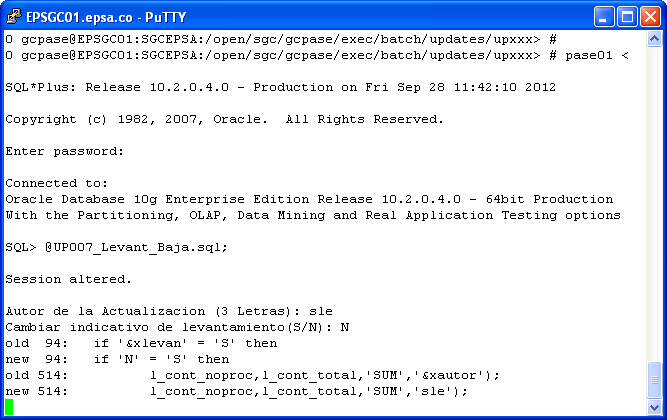 EPSGC01.epsa.co - PuTTY
0 gcpase@EPSGC01:SGCEPSA:/open/sgc/gcpase/exec/batch/updates/upxxx> #
0 gcpase@EPSGC01:SGCEPSA:/open/sgc/gcpase/exec/batch/updates/upxxx> # pase01 <
SQL*Plus: Release 10.2.0.4.0 - Production on Fri Sep 28 11:42:10 2012
Copyright (c) 1982, 2007, Oracle.  All Rights Reserved.
Enter password:
Connected to:
Oracle Database 10g Enterprise Edition Release 10.2.0.4.0 - 64bit Production
With the Partitioning, OLAP, Data Mining and Real Application Testing options
SQL> @UP007_Levant_Baja.sql;
Session altered.
Autor de la Actualizacion (3 Letras): sle
Cambiar indicativo de levantamiento(S/N): N
old  94:   if '&xlevan' = 'S' then
new  94:   if 'N' = 'S' then
old 514:          l_cont_noproc,l_cont_total,'SUM','&xautor');
new 514:          l_cont_noproc,l_cont_total,'SUM','sle');